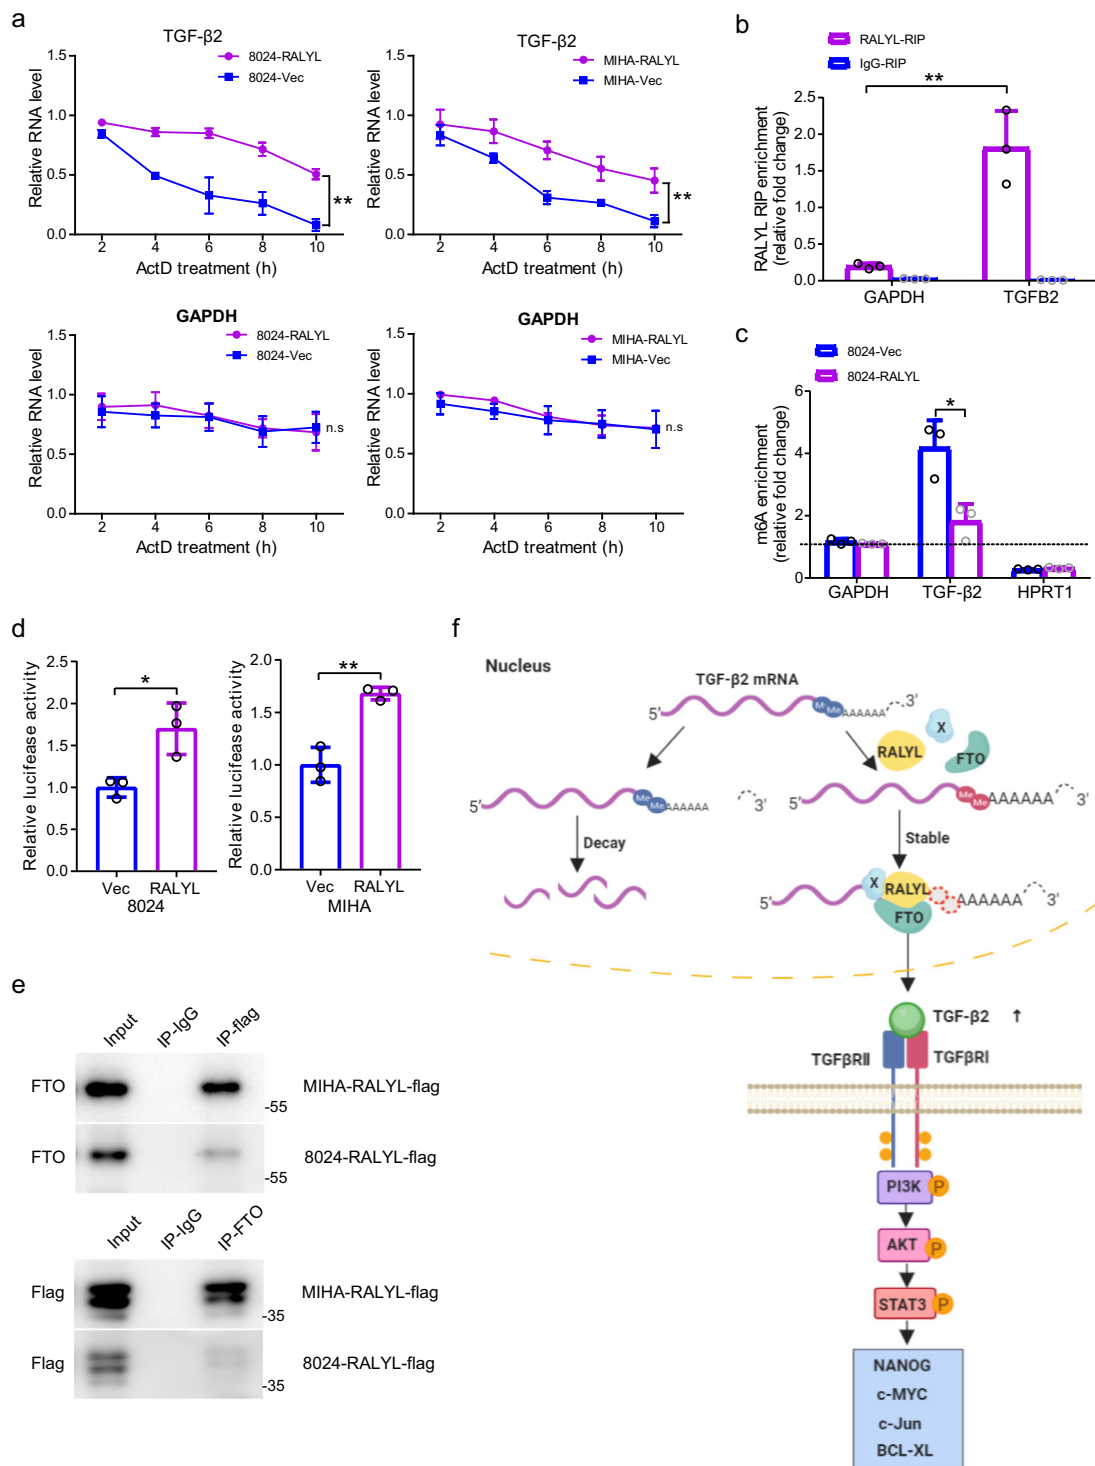 a
TGF-β2
8024-RALYL
8024-Vec
Relative RNA level
1.5
1.0
0.5
0.0
**
2 4 6 8 10
ActD treatment (h)
TGF-β2
MIHA-RALYL
MIHA-Vec
Relative RNA level
1.5
1.0
0.5
0.0
**
2 4 6 8 10
ActD treatment (h)
GAPDH
8024-RALYL
8024-Vec
Relative RNA level
1.5
1.0
0.5
0.0
n.s
2 4 6 8 10
ActD treatment (h)
GAPDH
MIHA-RALYL
MIHA-Vec
Relative RNA level
1.5
1.0
0.5
0.0
n.s
2 4 6 8 10
ActD treatment (h)
b
RALYL-RIP
IgG-RIP
RALYL RIP enrichment
(relative fold change)
2.5
2.0
1.5
1.0
0.5
0.0
**
GAPDH TGFB2
c
8024-Vec
8024-RALYL
m6A enrichment
(relative fold change)
6
4
2
0
*
GAPDH TGF-β2 HPRT1
d
Relative lucifease activity
2.5
2.0
1.5
1.0
0.5
0.0
*
Vec RALYL
8024
Relative lucifease activity
2.0
1.5
1.0
0.5
0.0
**
Vec RALYL
MIHA
e
Input IP-IgG IP-flag
FTO MIHA-RALYL-flag
-55
FTO 8024-RALYL-flag
-55
Input IP-IgG IP-FTO
Flag MIHA-RALYL-flag
-35
Flag 8024-RALYL-flag
-35
f
Nucleus
TGF-β2 mRNA
5' M Me AAAAAA 3'
X
RALYL
FTO
5' Me Me AAAAAA 3'
5' Me Me AAAAAA 3'
Decay
Stable
5' X RALYL AAAAAA 3'
FTO
TGF-β2 ↑
TGFβRII TGFβRI
PI3K P
AKT P
STAT3 P
NANOG
c-MYC
c-Jun
BCL-XL